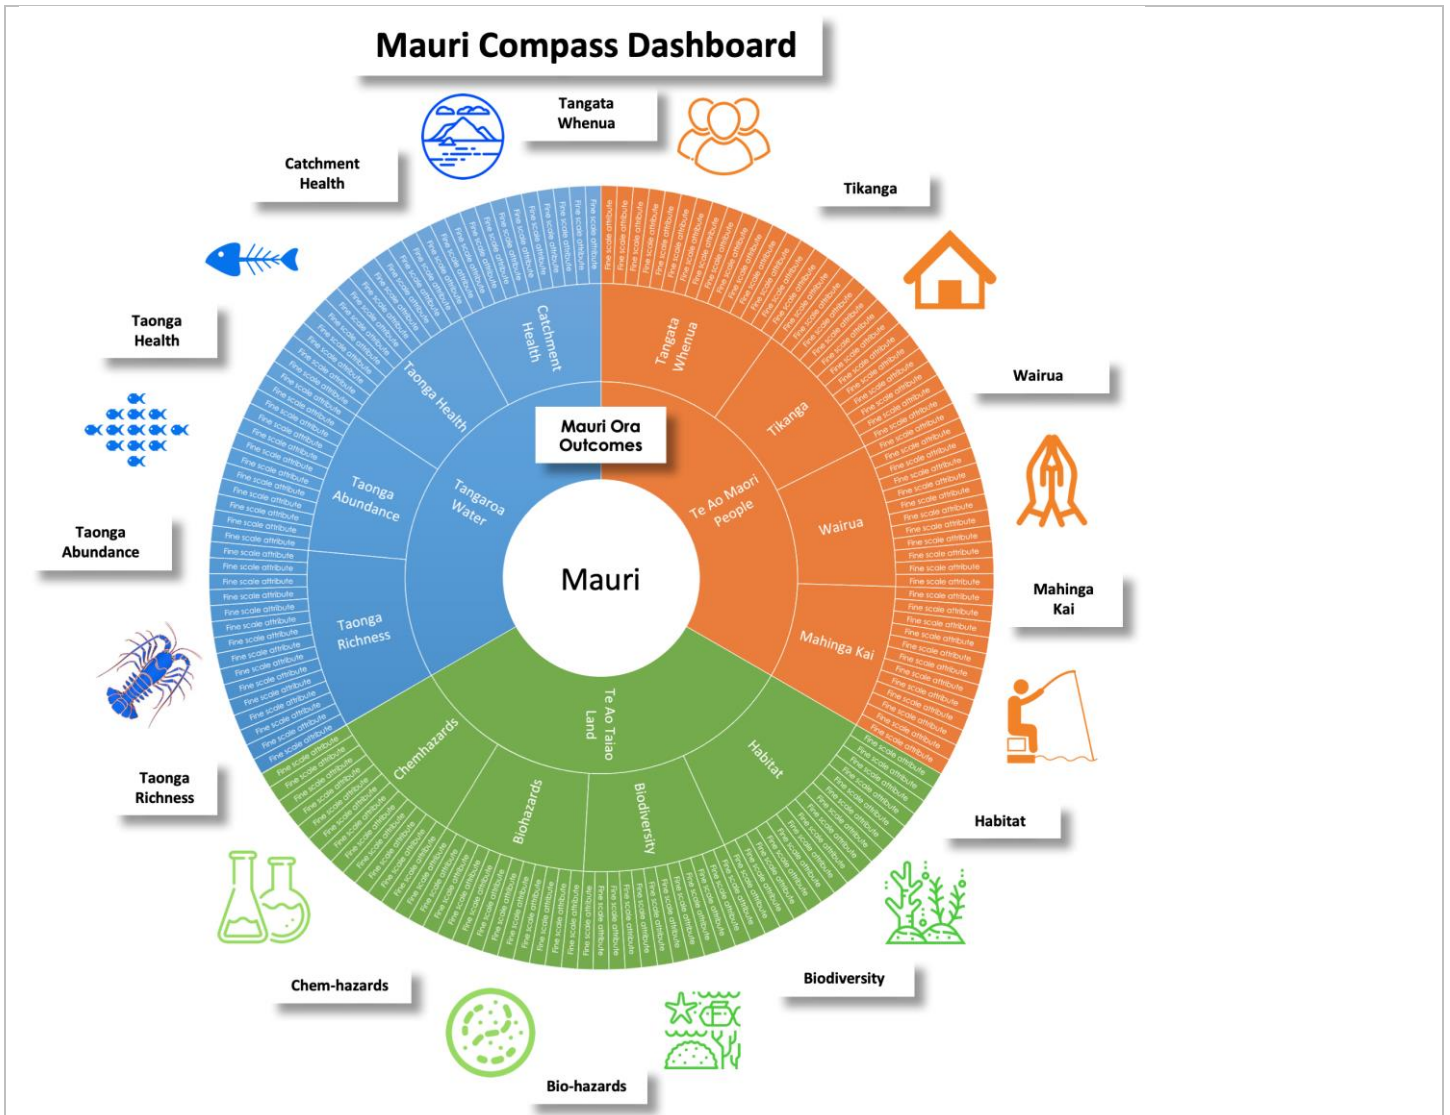 Mauri Compass Dashboard
Tangata
Whenua
Catchment
Health
Tikanga
Taonga
Health
Wairua
Taonga
Abundance
Mahinga
Kai
Taonga
Richness
Habitat
Chem-hazards
Biodiversity
Bio-hazards
Mauri Ora
Outcomes
Mauri
Tangaroa
Water
Te Ao Maori
People
Te Ao Taiao
Land
Catchment
Health
Tangata
Whenua
Taonga Health
Tikanga
Taonga
Abundance
Wairua
Taonga
Richness
Mahinga Kai
Chemhazards
Biohazards
Biodiversity
Habitat
Fine scale attribute